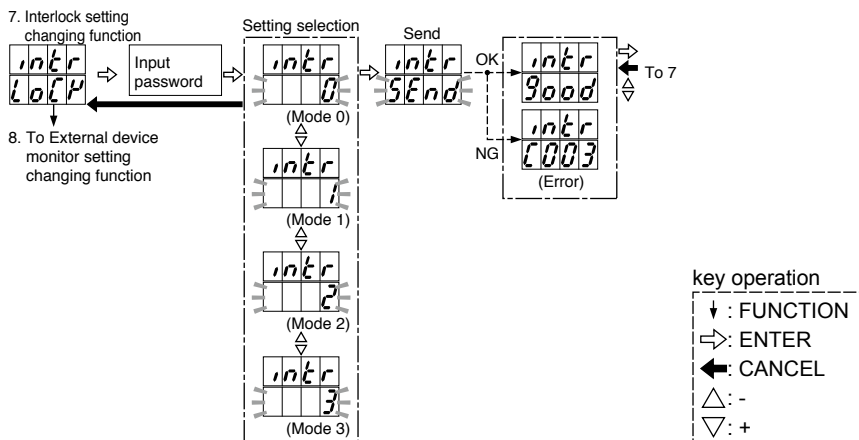 7. Interlock setting
changing function
intr
LoCK
Input
password
8. To External device
monitor setting
changing function
Setting selection
intr
0
(Mode 0)
intr
1
(Mode 1)
intr
2
(Mode 2)
intr
3
(Mode 3)
Send
intr
SEnd
OK
intr
good
To 7
NG
intr
C003
(Error)
key operation
: FUNCTION
: ENTER
: CANCEL
: -
: +